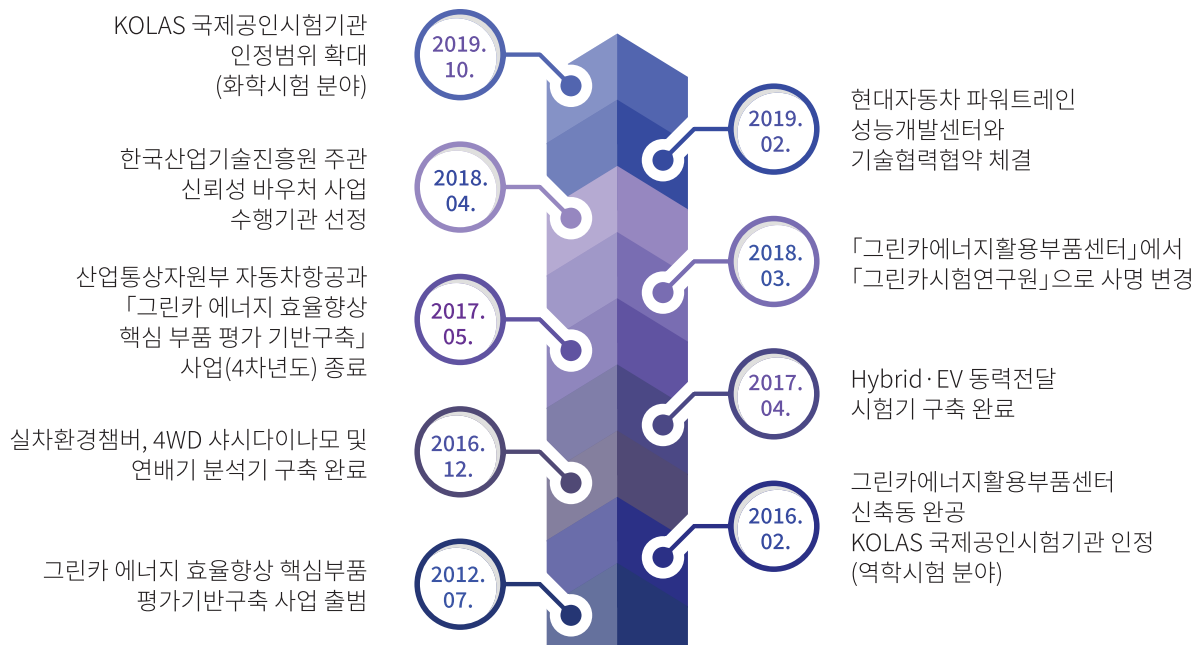 KOLAS 국제공인시험기관
인정범위 확대
(화학시험 분야)
2019.
10.
현대자동차 파워트레인
성능개발센터와
기술협력협약 체결
2019.
02.
한국산업기술진흥원 주관
신뢰성 바우처 사업
수행기관 선정
2018.
04.
「그린카에너지활용부품센터」에서
「그린카시험연구원」으로 사명 변경
2018.
03.
산업통상자원부 자동차항공과
「그린카 에너지 효율향상
핵심 부품 평가 기반구축」
사업(4차년도) 종료
2017.
05.
Hybrid·EV 동력전달
시험기 구축 완료
2017.
04.
실차환경챔버, 4WD 샤시다이나모 및
연배기 분석기 구축 완료
2016.
12.
그린카에너지활용부품센터
신축동 완공
KOLAS 국제공인시험기관 인정
(역학시험 분야)
2016.
02.
그린카 에너지 효율향상 핵심부품
평가기반구축 사업 출범
2012.
07.